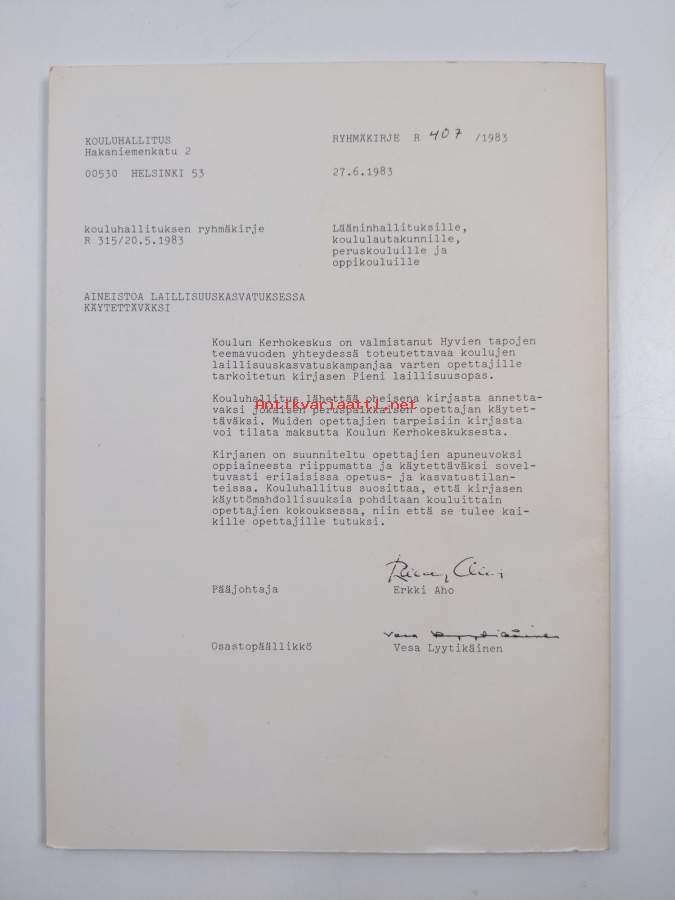 KOULUHALLITUS
Hakaniemenkatu 2
00530 HELSINKI 53
RYHMÄKIRJE R 407 /1983
27.6.1983
kouluhallituksen ryhmäkirje
R 315/20.5.1983
Lääninhallituksille,
koululautakunnille,
peruskouluille ja
oppikouluille
AINEISTOA LAILLISUUSKASVATUKSESSA
KÄYTETTÄVÄKSI
Koulun Kerhokeskus on valmistanut Hyvien tapojen
teemavuoden yhteydessä toteutettavaa koulujen
laillisuuskasvatuskampanjaa varten opettajille
tarkoitetun kirjasen Pieni laillisuusopas.
Kouluhallitus lähettää oheisena kirjasta annetta-
vaksi jokaisen peruspaikkaisen opettajan käytet-
täväksi. Muiden opettajien tarpeisiin kirjasta
voi tilata maksutta Koulun Kerhokeskuksesta.
Antikvariaatti.net
Kirjanen on suunniteltu opettajien apuneuvoksi
oppiaineesta riippumatta ja käytettäväksi sovel-
tuvasti erilaisissa opetus- ja kasvatustilan-
teissa. Kouluhallitus suosittaa, että kirjasen
käyttömahdollisuuksia pohditaan kouluittain
opettajien kokouksessa, niin että se tulee kai-
kille opettajille tutuksi.
Pääjohtaja
Erkki Aho
Vesa Lyytikäinen
Osastopäällikkö
Vesa Lyytikäinen